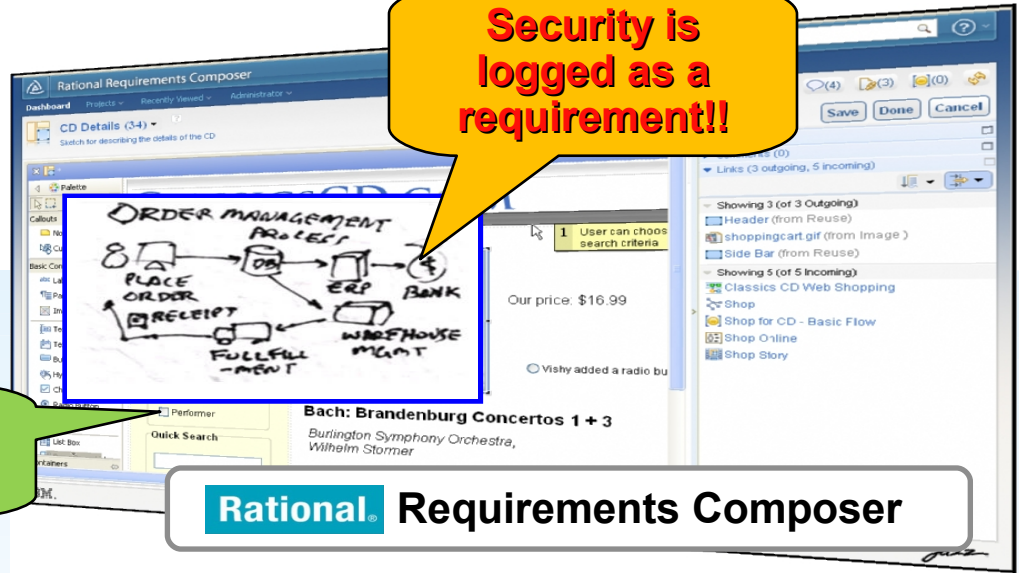 Security is
logged as a
requirement!!
Rational Requirements Composer
Dashboard Projects Recently Viewed Administrator
CD Details (34)
Sketch for describing the details of the CD
(4) (3) (0)
Save Done Cancel
(0)
Links (3 outgoing, 5 incoming)
Showing 3 (of 3 Outgoing)
Header (from Reuse)
shoppingcart.gif (from Image )
Side Bar (from Reuse)
Showing 5 (of 5 Incoming)
Classics CD Web Shopping
Shop
Shop for CD - Basic Flow
Shop Online
Shop Story
Palette
Callouts
List Box
ORDER MANAGEMENT
PROCESS
DB
PLACE
ORDER
ERP
BANK
RECEIPT
WAREHOUSE
MGMT
FULLFILL
-MENT
1 User can choos
search criteria
Our price: $16.99
Vishy added a radio bu
Performer
Quick Search
Bach: Brandenburg Concertos 1 + 3
Burlington Symphony Orchestra,
Wilhelm Stormer
Rational® Requirements Composer